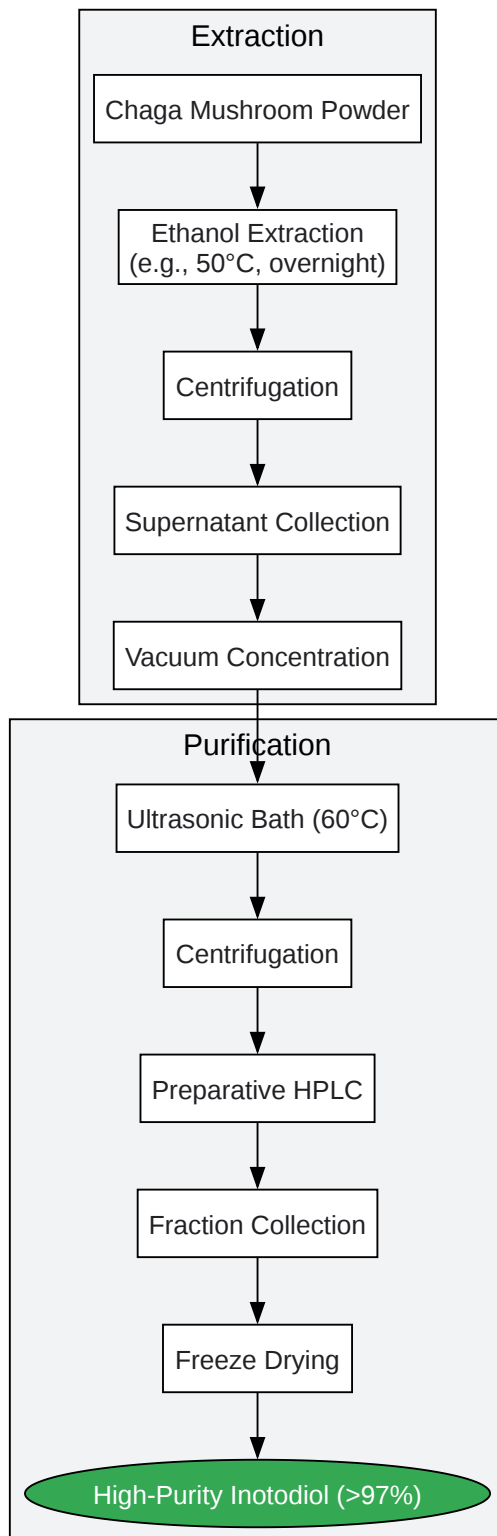 Extraction
Chaga Mushroom Powder
Ethanol Extraction
(e.g., 50°C, overnight)
Centrifugation
Supernatant Collection
Vacuum Concentration
Purification
Ultrasonic Bath (60°C)
Centrifugation
Preparative HPLC
Fraction Collection
Freeze Drying
High-Purity Inotodiol (>97%)